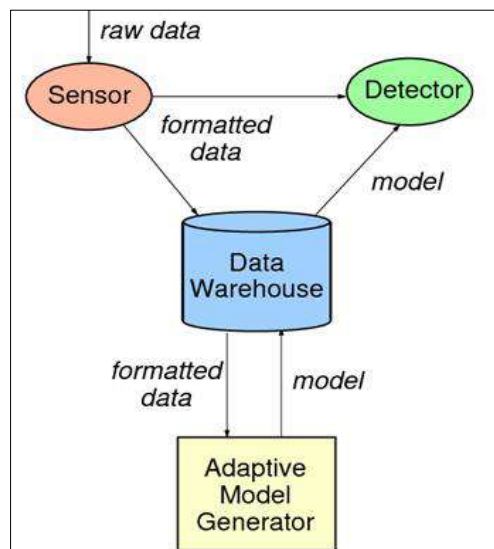 raw data
Sensor
Detector
formatted
data
model
Data
Warehouse
formatted
data
model
Adaptive
Model
Generator